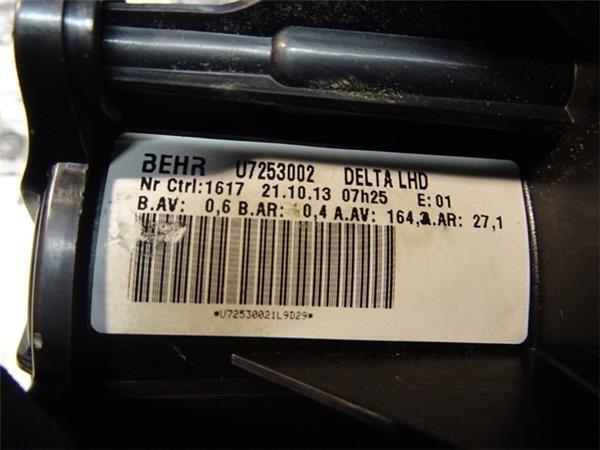 BEHR U7253002 DELTA LHD
Nr Ctrl:1617 21.10.13 07h25 E:01
B.AV: 0,6 B.AR: 0,4 A.AV: 164, A.AR: 27,1
*U72530021L9D29*